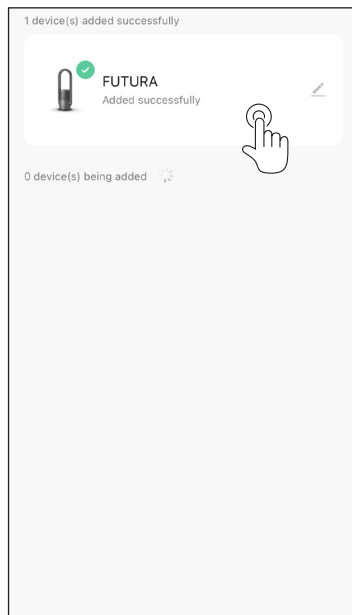 1 device(s) added successfully
FUTURA
Added successfully
0 device(s) being added